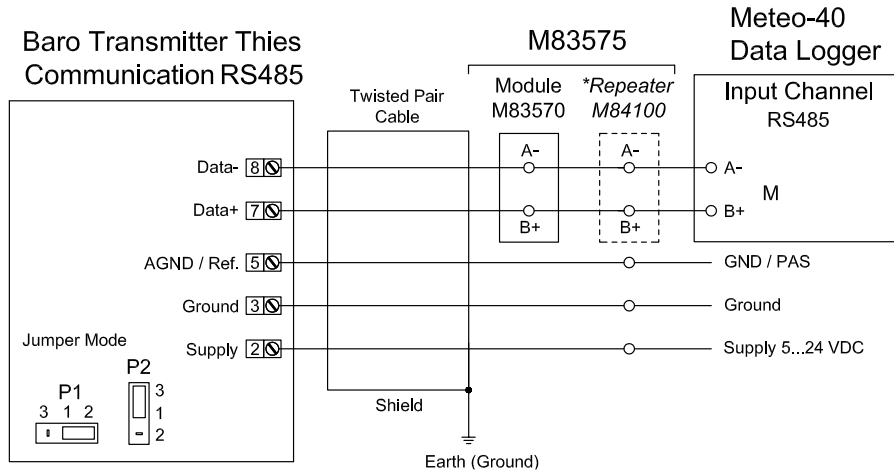 Baro Transmitter Thies
Communication RS485
M83575
Meteo-40
Data Logger
Twisted Pair
Cable
Module
M83570
*Repeater
M84100
Input Channel
RS485
Data- 8
A-
A-
A-
M
Data+ 7
B+
B+
B+
AGND / Ref. 5
GND / PAS
Ground 3
Ground
Supply 2
Supply 5...24 VDC
Jumper Mode
P1
3 1 2
P2
3
1
2
Shield
Earth (Ground)